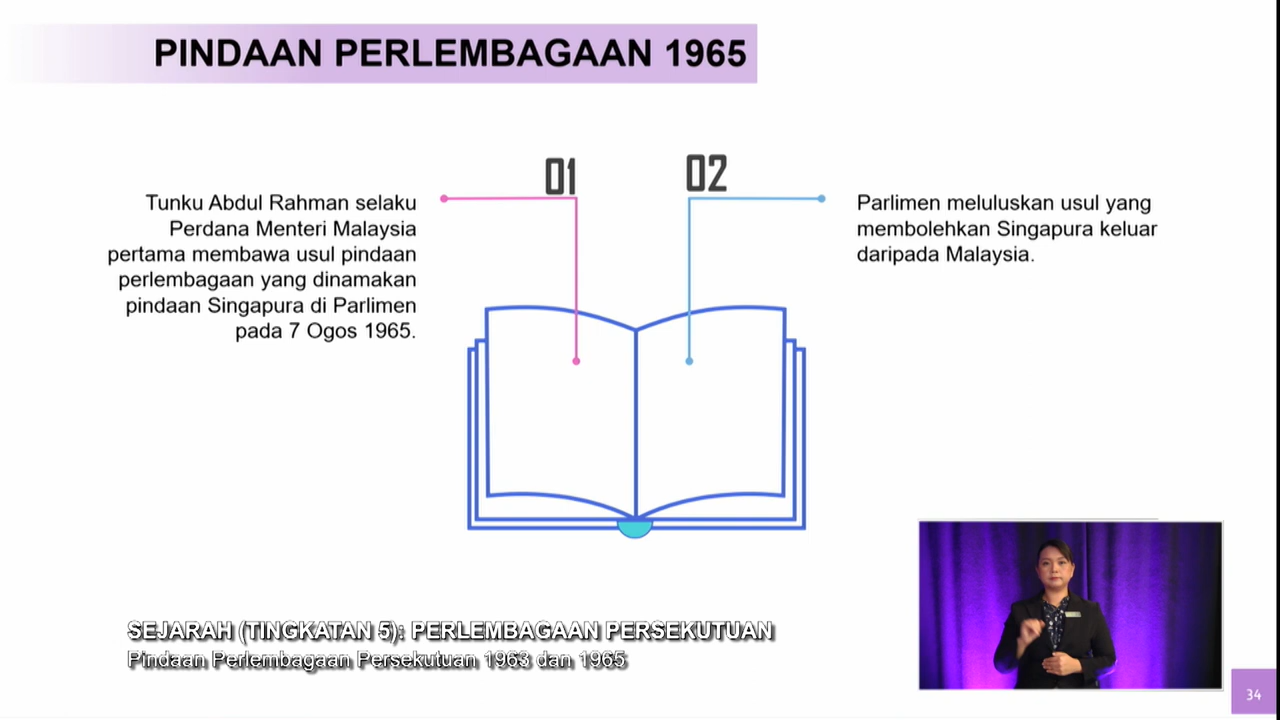 PINDAAN PERLEMBAGAAN 1965
01
Tunku Abdul Rahman selaku
Perdana Menteri Malaysia
pertama membawa usul pindaan
perlembagaan yang dinamakan
pindaan Singapura di Parlimen
pada 7 Ogos 1965.
02
Parlimen meluluskan usul yang
membolehkan Singapura keluar
daripada Malaysia.
SEJARAH (TINGKATAN 5): PERLEMBAGAAN PERSEKUTUAN
Pindaan Perlembagaan Persekutuan 1963 dan 1965
34